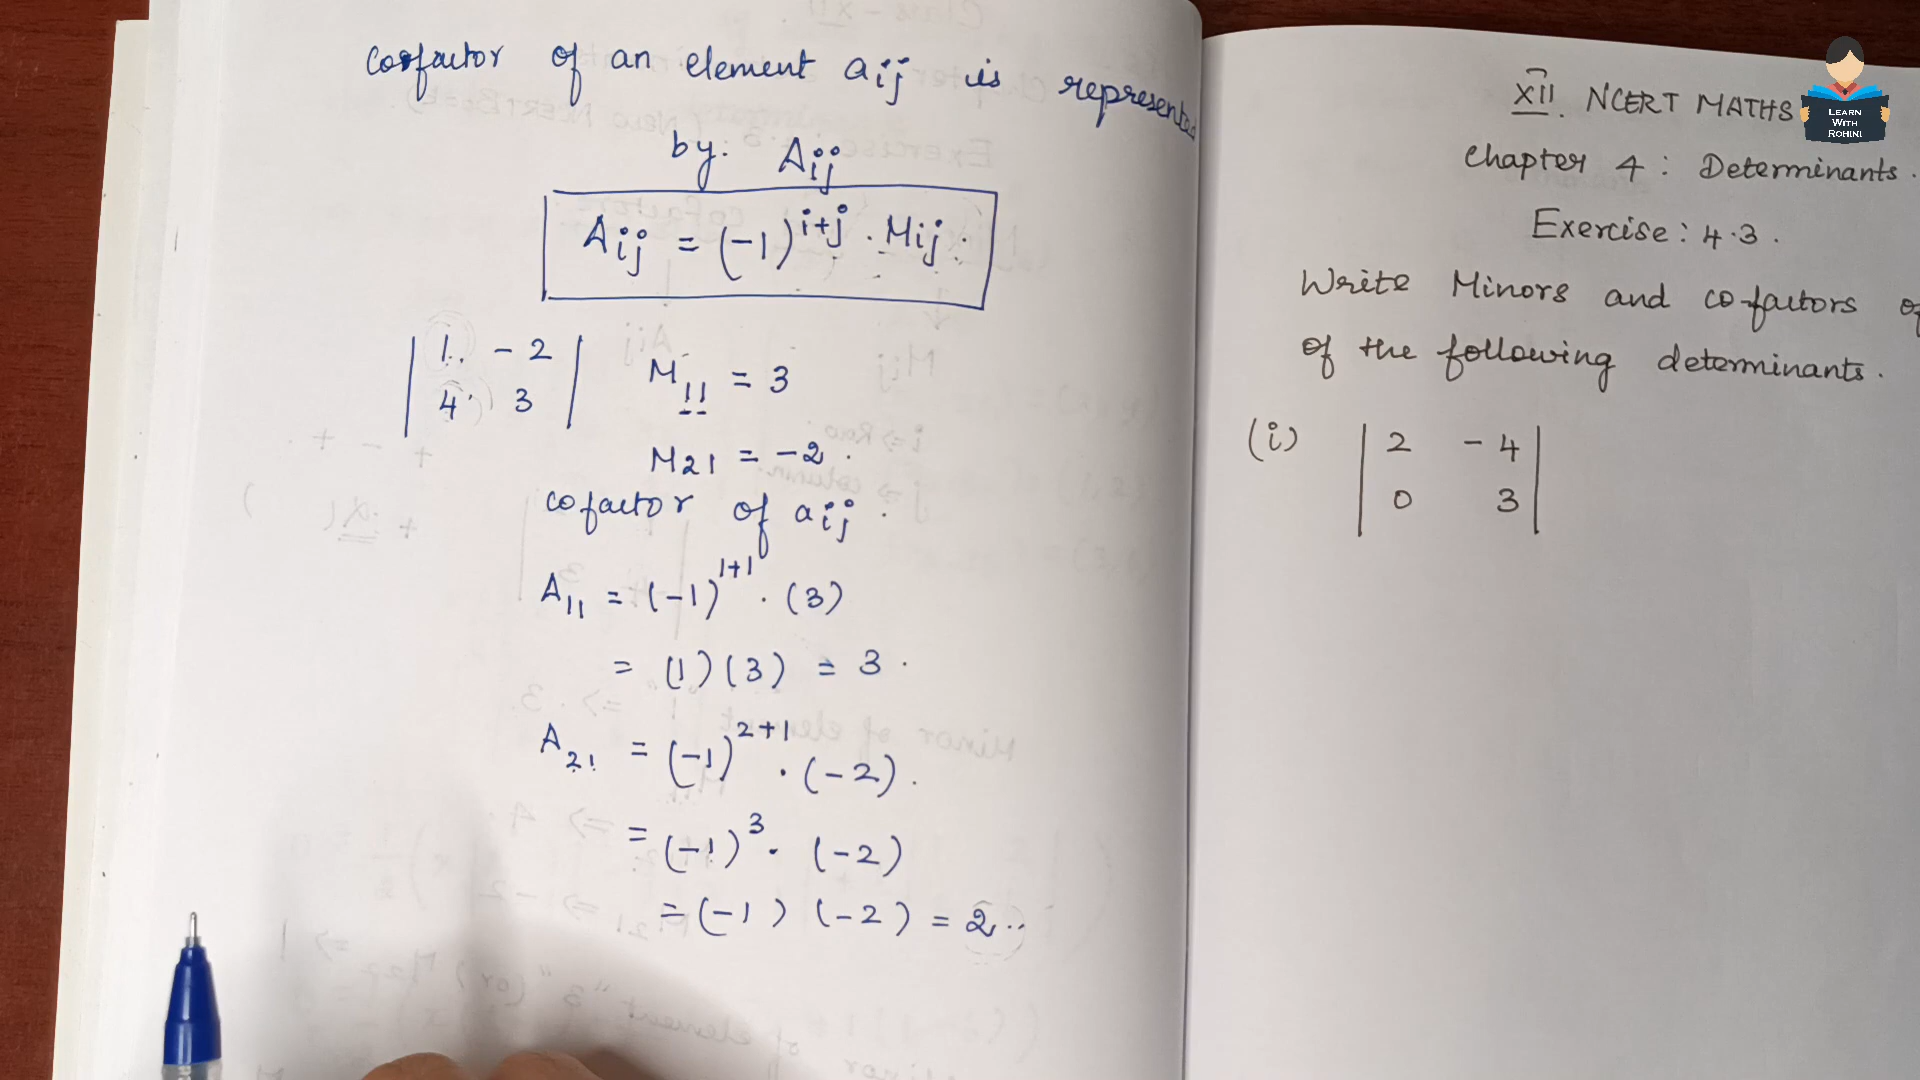 cofactor of an element aij is represented
by. Aij
Aij = (-1)^i+j . Mij.
| 1 -2 |
| 4 3 |
M11 = 3
M21 = -2.
cofactor of aij.
A11 = (-1)^1+1 . (3)
= (1)(3) = 3.
A21 = (-1)^2+1 . (-2).
= (-1)^3 . (-2)
= (-1) (-2) = 2..
XII. NCERT MATHS
Chapter 4 : Determinants.
Exercise : 4.3.
Write Minors and co-factors of
of the following determinants.
(i) | 2 -4 |
| 0 3 |
LEARN
WITH
ROHINI